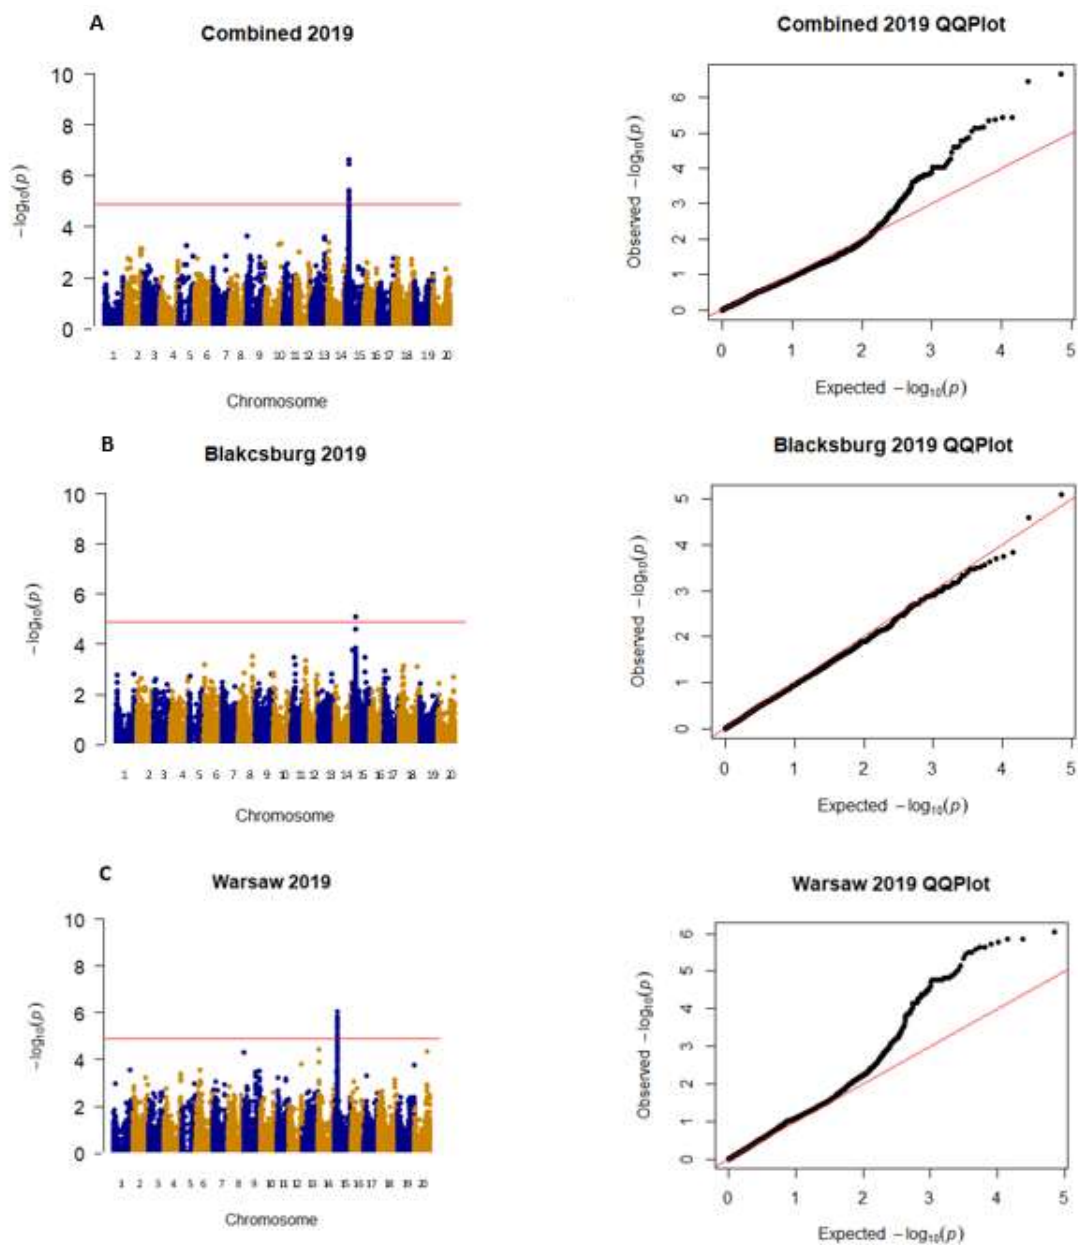 A
Combined 2019
10
8
6
4
2
0
−log10(p)
1 2 3 4 5 6 7 8 9 10 11 12 13 14 15 16 17 18 19 20
Chromosome
Combined 2019 QQPlot
6
5
4
3
2
1
0
Observed −log10(p)
0 1 2 3 4 5
Expected −log10(p)
B
Blakcsburg 2019
10
8
6
4
2
0
−log10(p)
1 2 3 4 5 6 7 8 9 10 11 12 13 14 15 16 17 18 19 20
Chromosome
Blacksburg 2019 QQPlot
5
4
3
2
1
0
Observed −log10(p)
0 1 2 3 4 5
Expected −log10(p)
C
Warsaw 2019
10
8
6
4
2
0
−log10(p)
1 2 3 4 5 6 7 8 9 10 11 12 13 14 15 16 17 18 19 20
Chromosome
Warsaw 2019 QQPlot
6
5
4
3
2
1
0
Observed −log10(p)
0 1 2 3 4 5
Expected −log10(p)